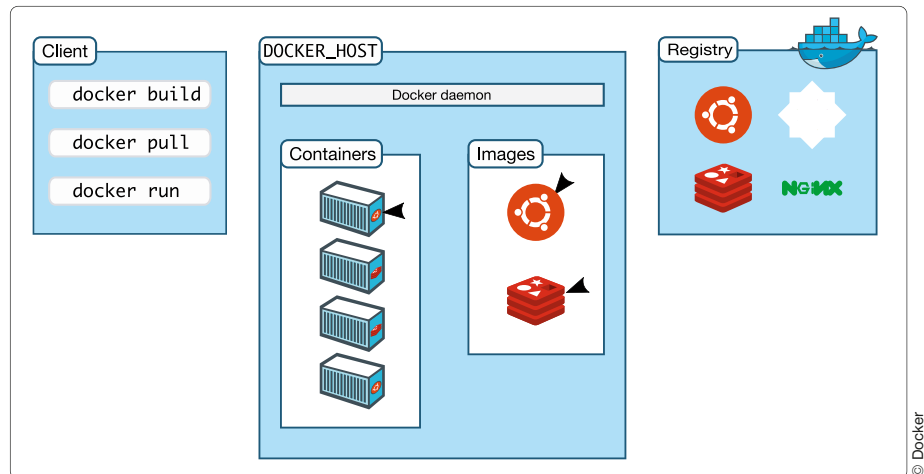 Client
docker build
docker pull
docker run
DOCKER_HOST
Docker daemon
Containers
Images
Registry
NGINX
© Docker